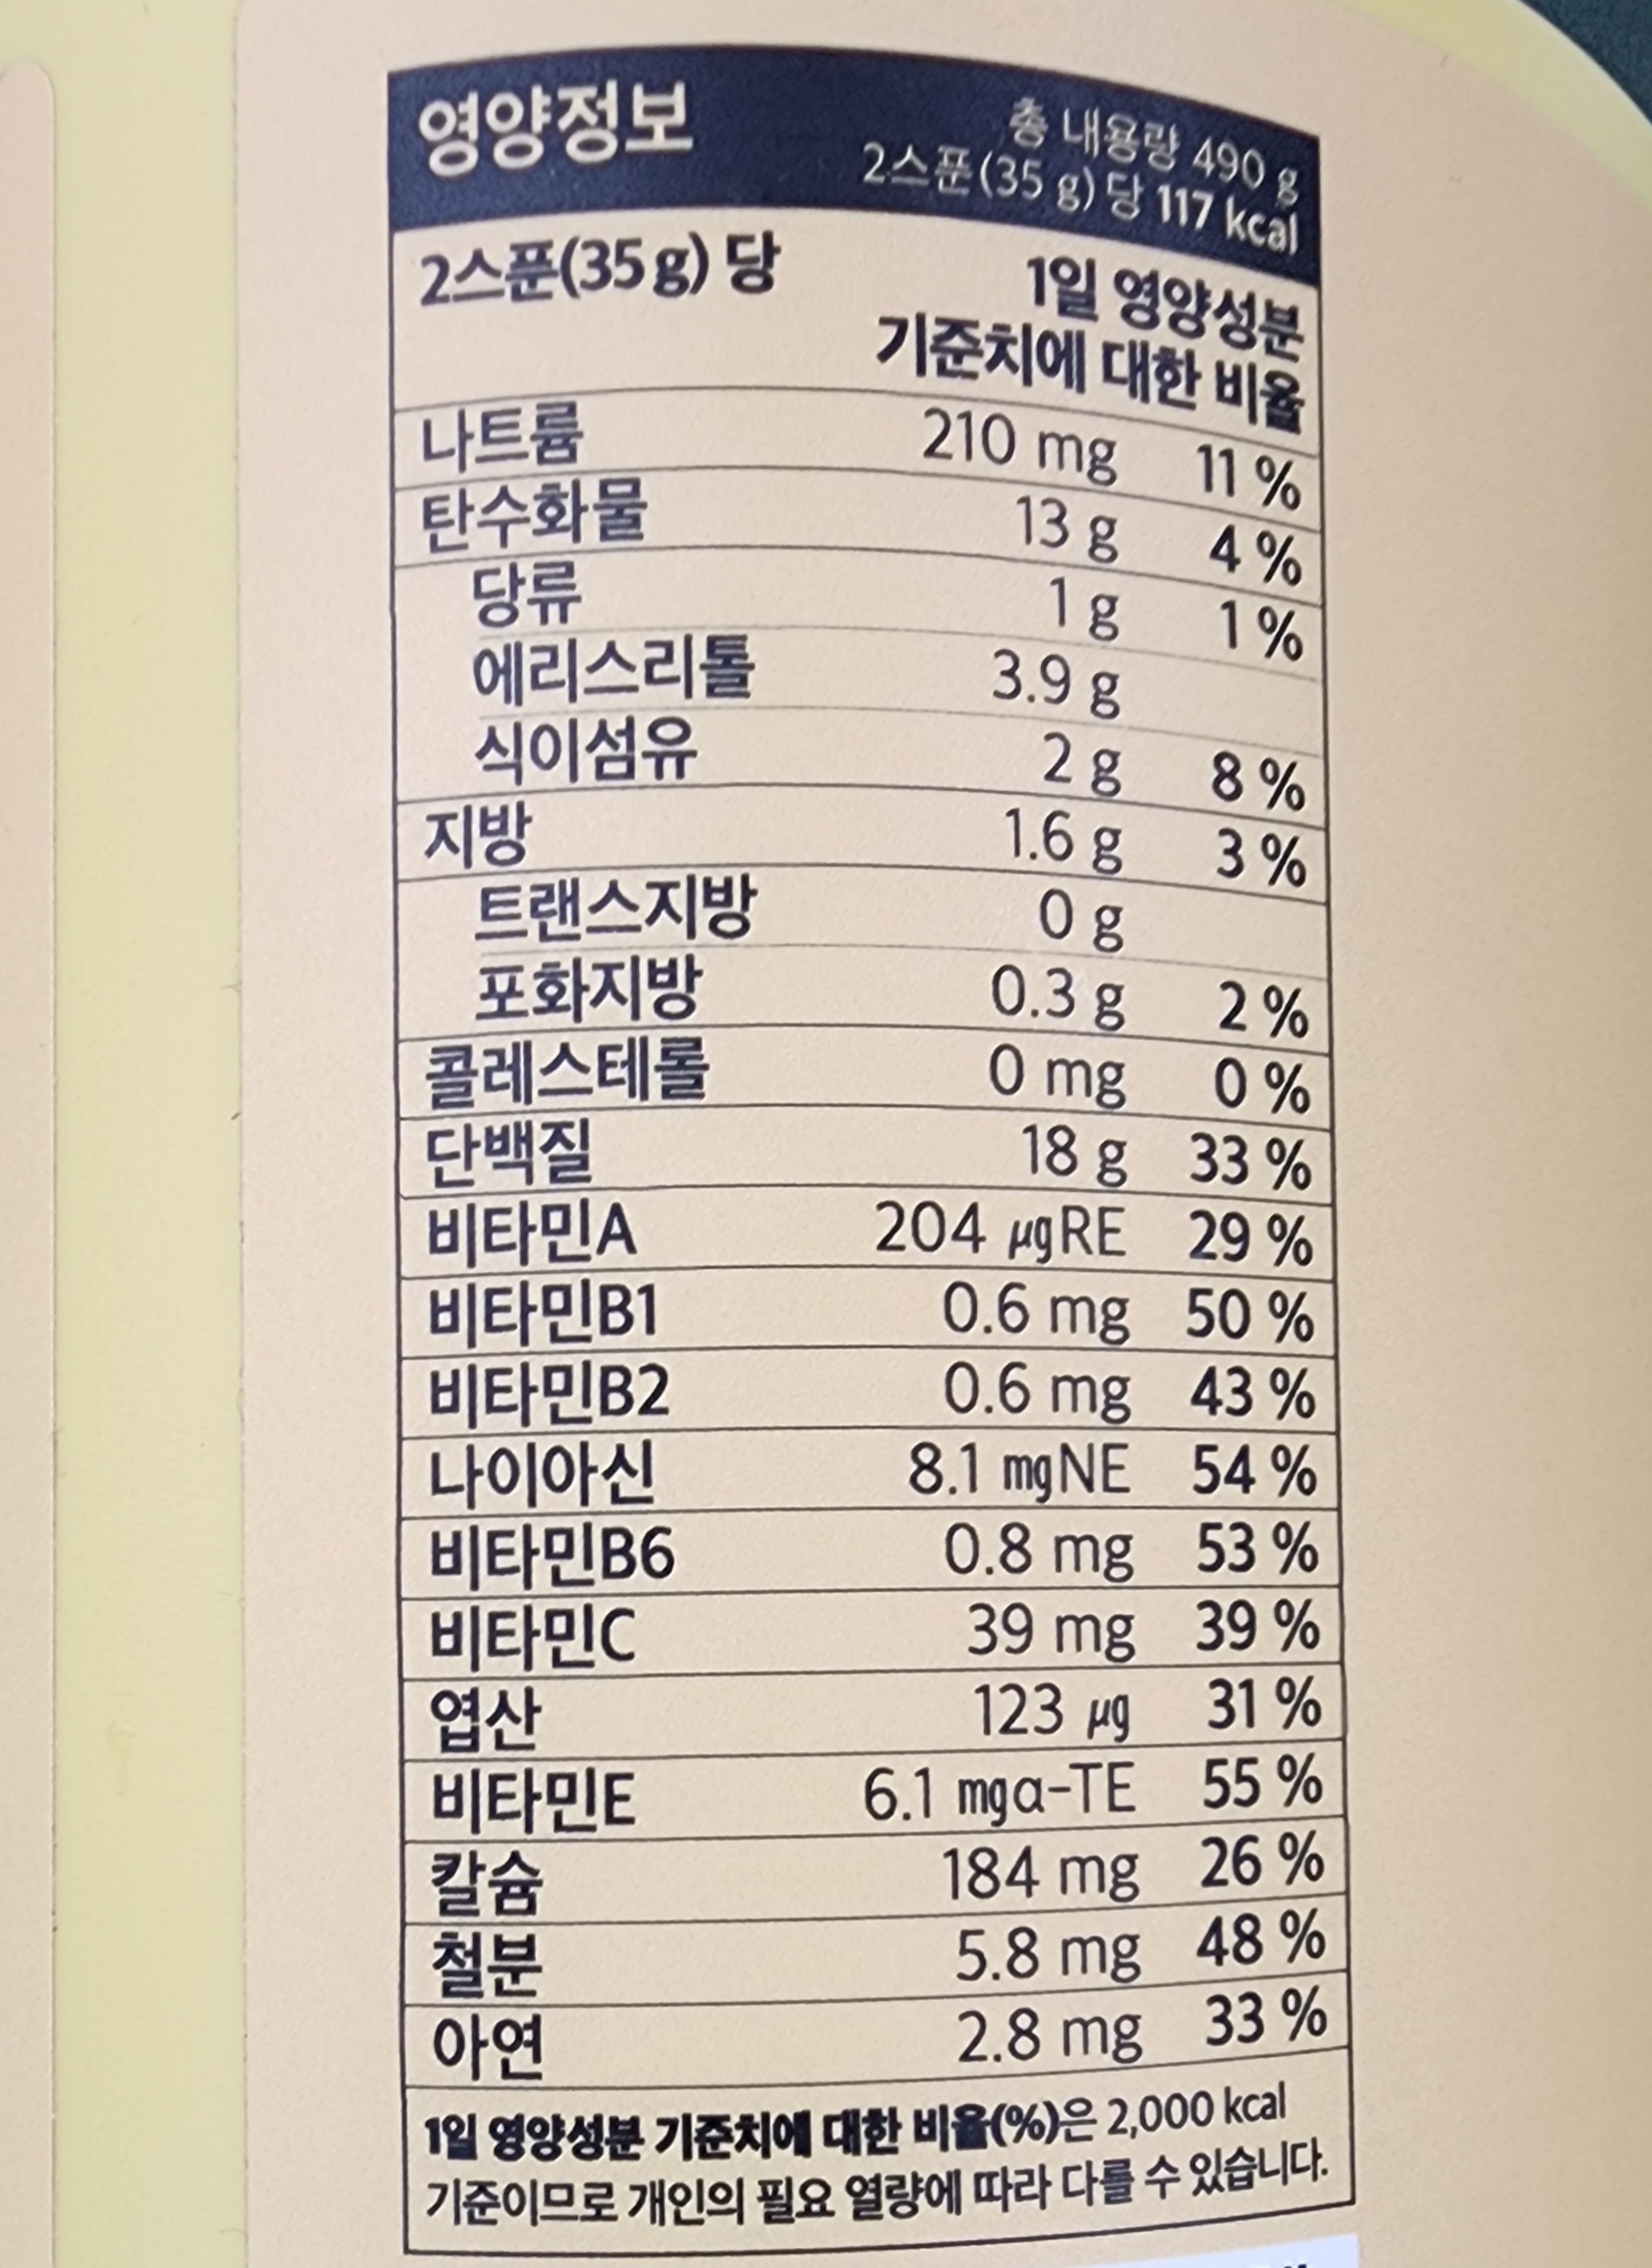 영양정보
총 내용량 490 g
2스푼(35 g) 당 117 kcal
2스푼(35 g) 당
1일 영양성분
기준치에 대한 비율
나트륨 210 mg 11 %
탄수화물 13 g 4 %
당류 1 g 1 %
에리스리톨 3.9 g
식이섬유 2 g 8 %
지방 1.6 g 3 %
트랜스지방 0 g
포화지방 0.3 g 2 %
콜레스테롤 0 mg 0 %
단백질 18 g 33 %
비타민A 204 μgRE 29 %
비타민B1 0.6 mg 50 %
비타민B2 0.6 mg 43 %
나이아신 8.1 mgNE 54 %
비타민B6 0.8 mg 53 %
비타민C 39 mg 39 %
엽산 123 μg 31 %
비타민E 6.1 mgα-TE 55 %
칼슘 184 mg 26 %
철분 5.8 mg 48 %
아연 2.8 mg 33 %
1일 영양성분 기준치에 대한 비율(%)은 2,000 kcal
기준이므로 개인의 필요 열량에 따라 다를 수 있습니다.